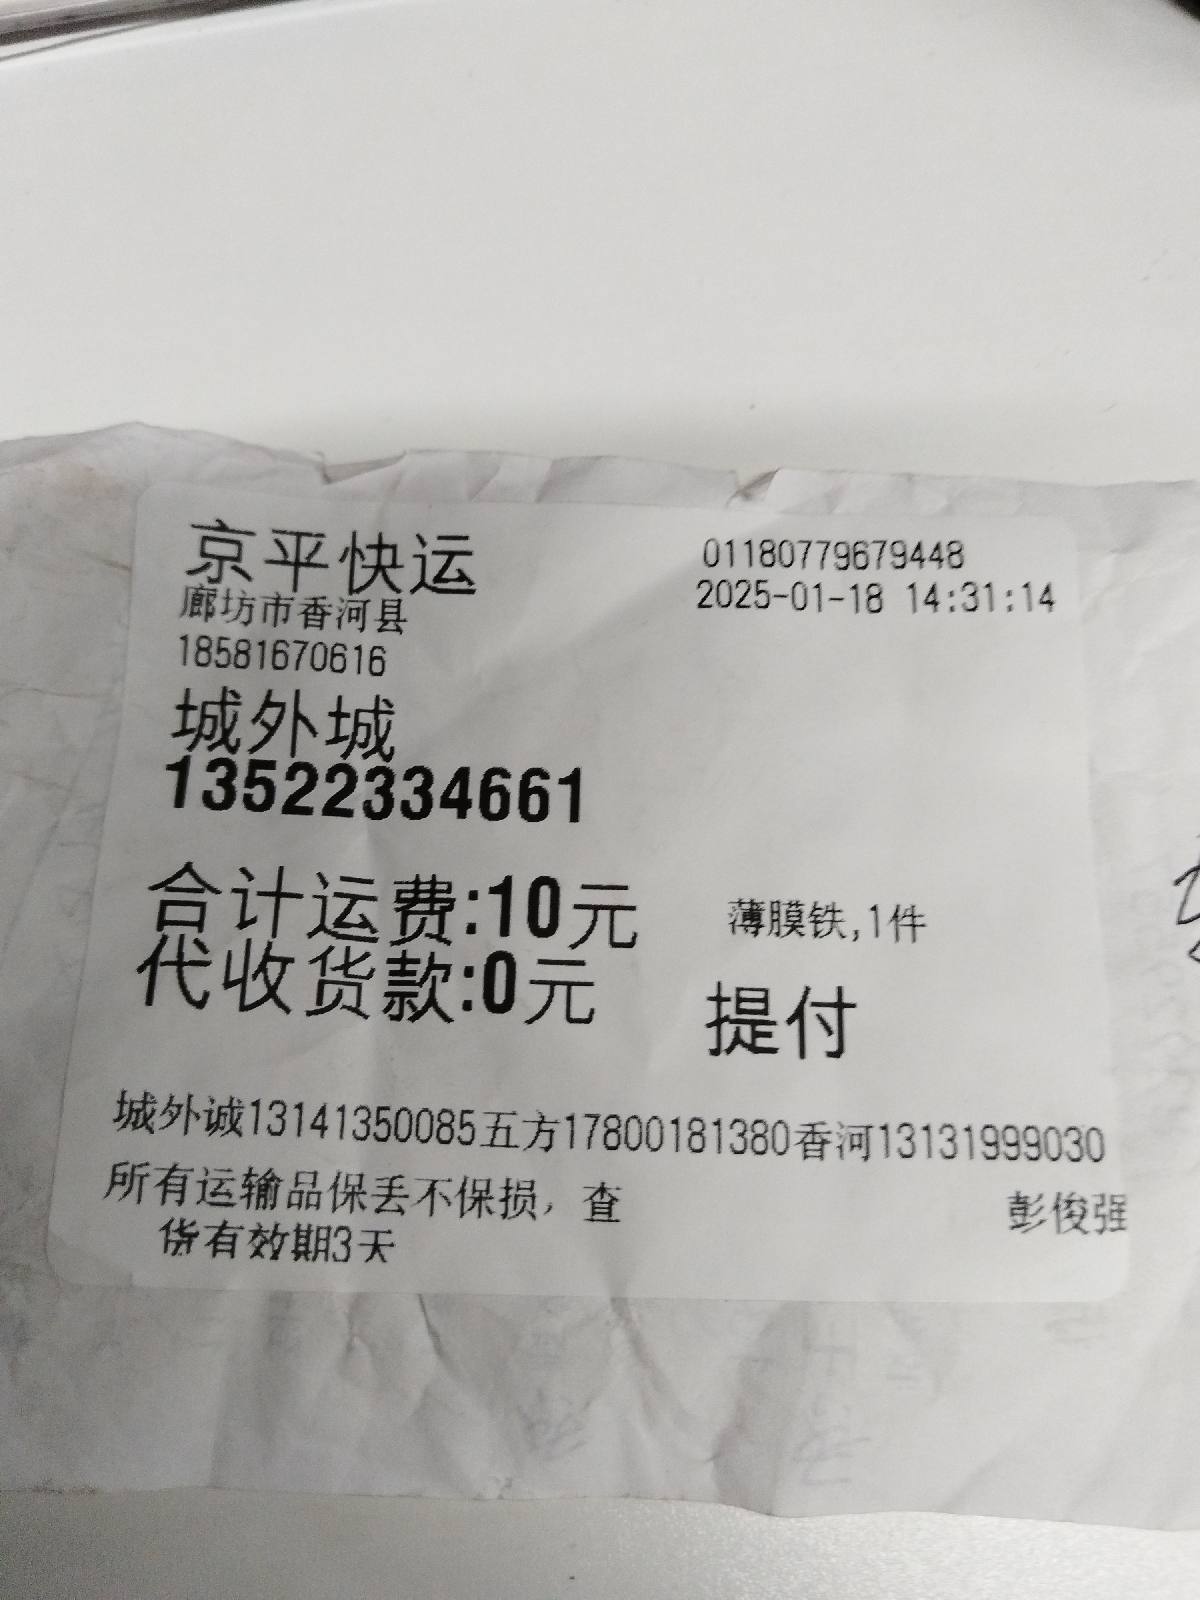 京平快运
01180779679448
廊坊市香河县
2025-01-18 14:31:14
18581670616
城外城
13522334661
合计运费:10元
薄膜铁,1件
代收货款:0元
提付
城外诚13141350085五方17800181380香河13131999030
所有运输品保丢不保损，查
彭俊强
货有效期3天